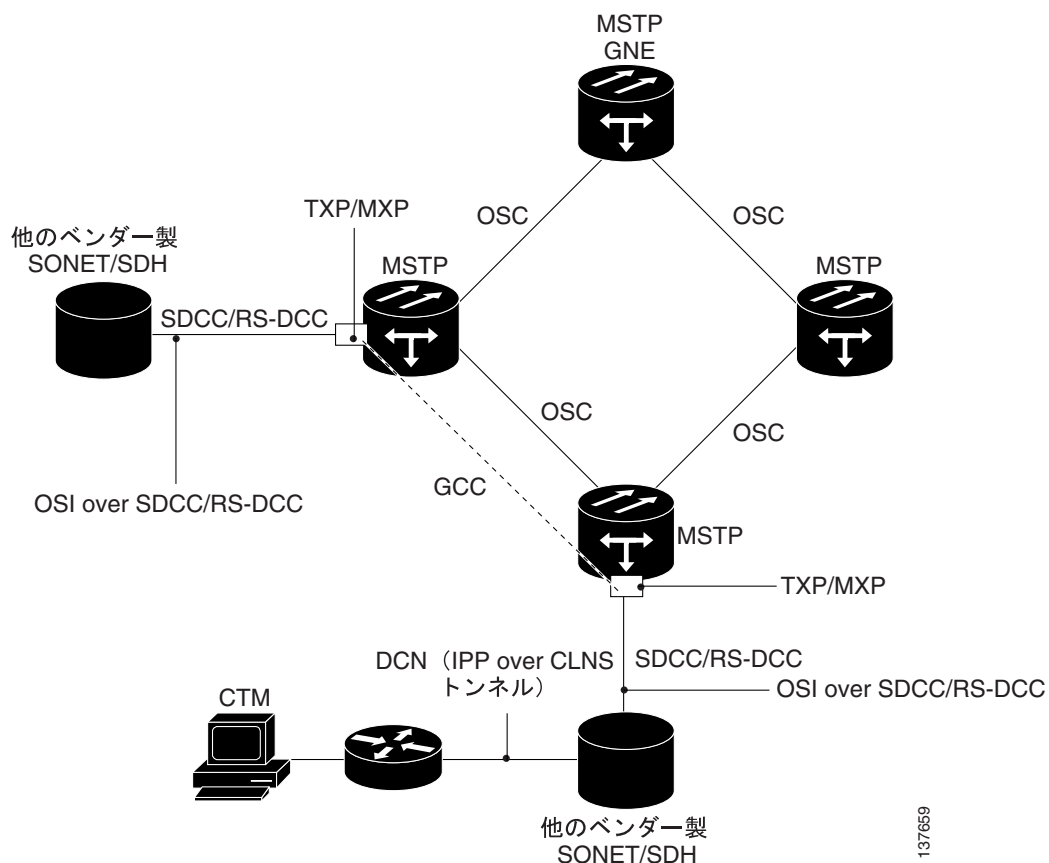 MSTP
GNE
TXP/MXP
OSC
OSC
他のベンダー製
SONET/SDH
MSTP
MSTP
SDCC/RS-DCC
OSC
OSC
GCC
OSI over SDCC/RS-DCC
MSTP
TXP/MXP
DCN（IPP over CLNS
トンネル）
SDCC/RS-DCC
OSI over SDCC/RS-DCC
CTM
他のベンダー製
SONET/SDH
137659